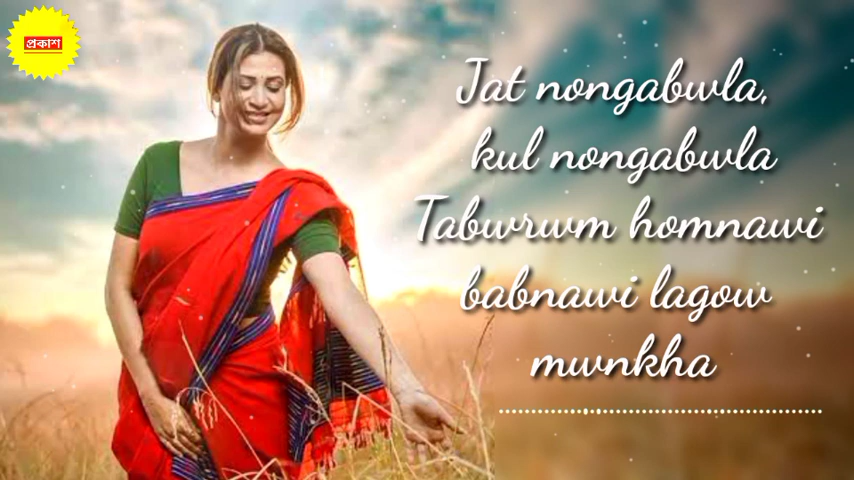 প্রকাশ
Jat nongabwla,
kul nongabwla
Tabwrwm homnawi
babnawi lagow
mwnkha